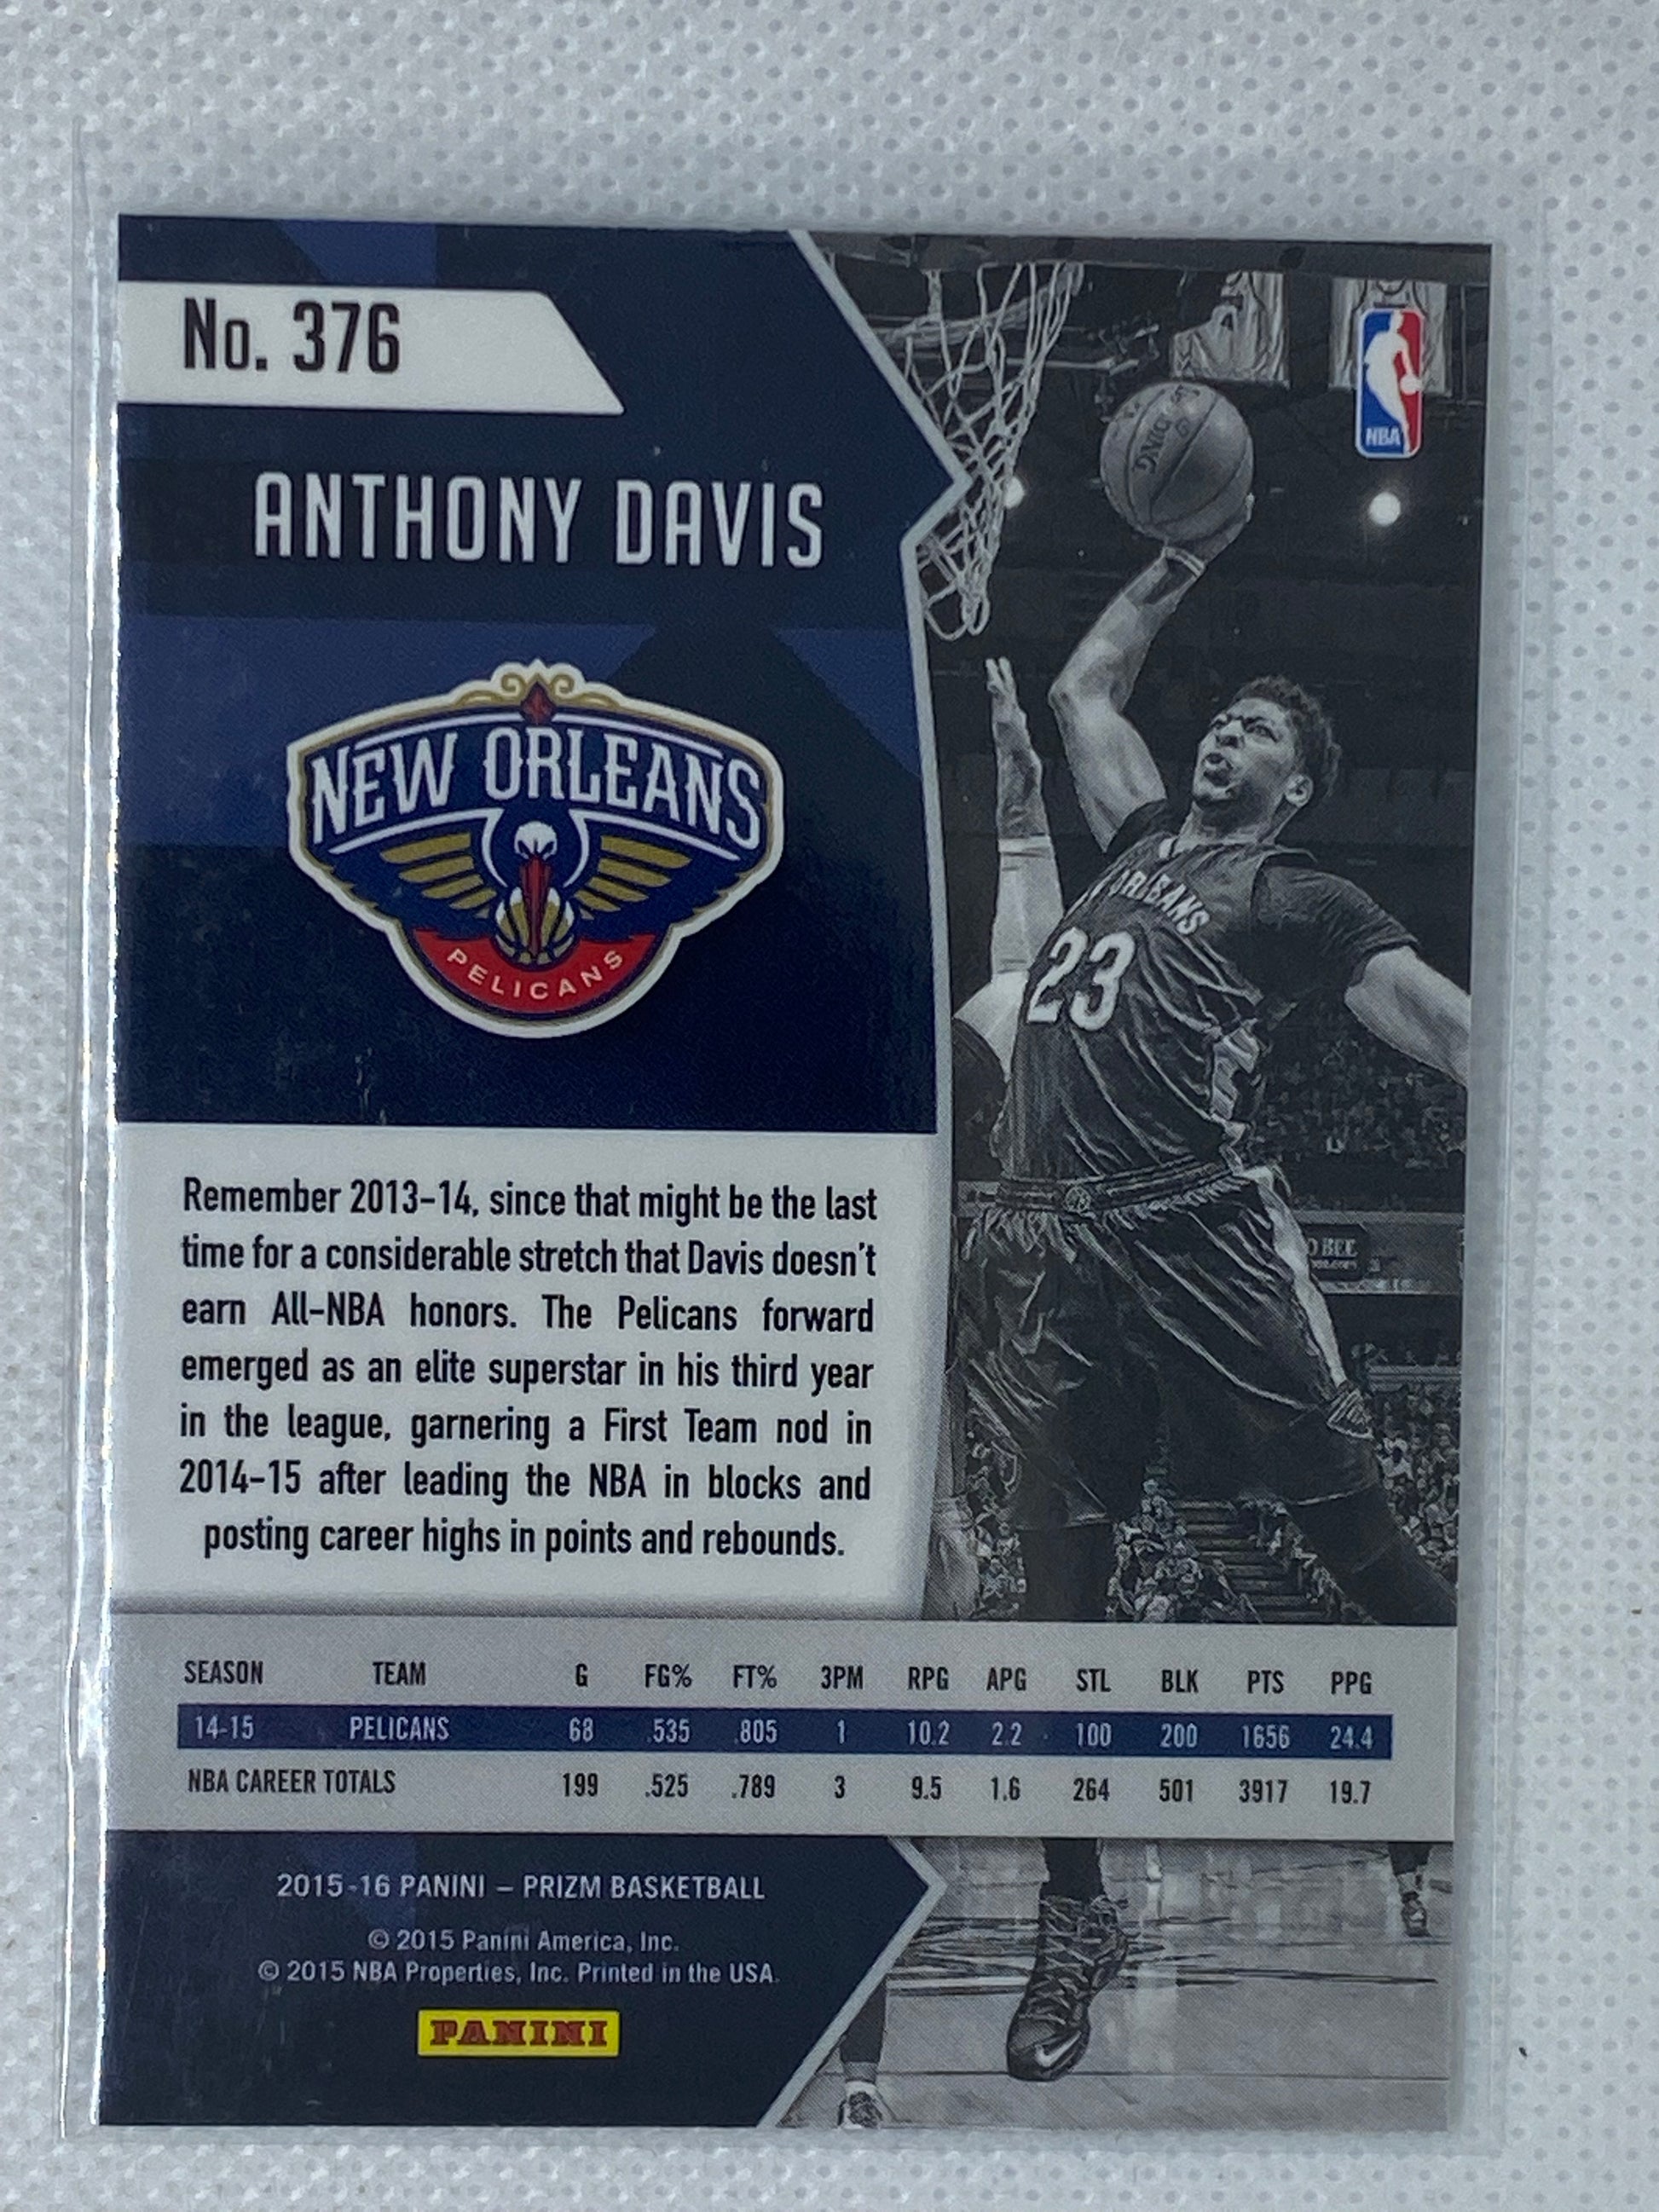 No. 376
ANTHONY DAVIS
NEW ORLEANS
PELICANS
NBA
4
SPALDING
ORLEANS
23
BEE
Remember 2013-14, since that might be the last
time for a considerable stretch that Davis doesn't
earn All-NBA honors. The Pelicans forward
emerged as an elite superstar in his third year
in the league, garnering a First Team nod in
2014-15 after leading the NBA in blocks and
posting career highs in points and rebounds.
SEASON TEAM G FG% FT% 3PM RPG APG STL BLK PTS PPG
14-15 PELICANS 68 .535 .805 1 10.2 2.2 100 200 1656 24.4
NBA CAREER TOTALS 199 .525 .789 3 9.5 1.6 264 501 3917 19.7
2015-16 PANINI – PRIZM BASKETBALL
© 2015 Panini America, Inc.
© 2015 NBA Properties, Inc. Printed in the USA.
PANINI